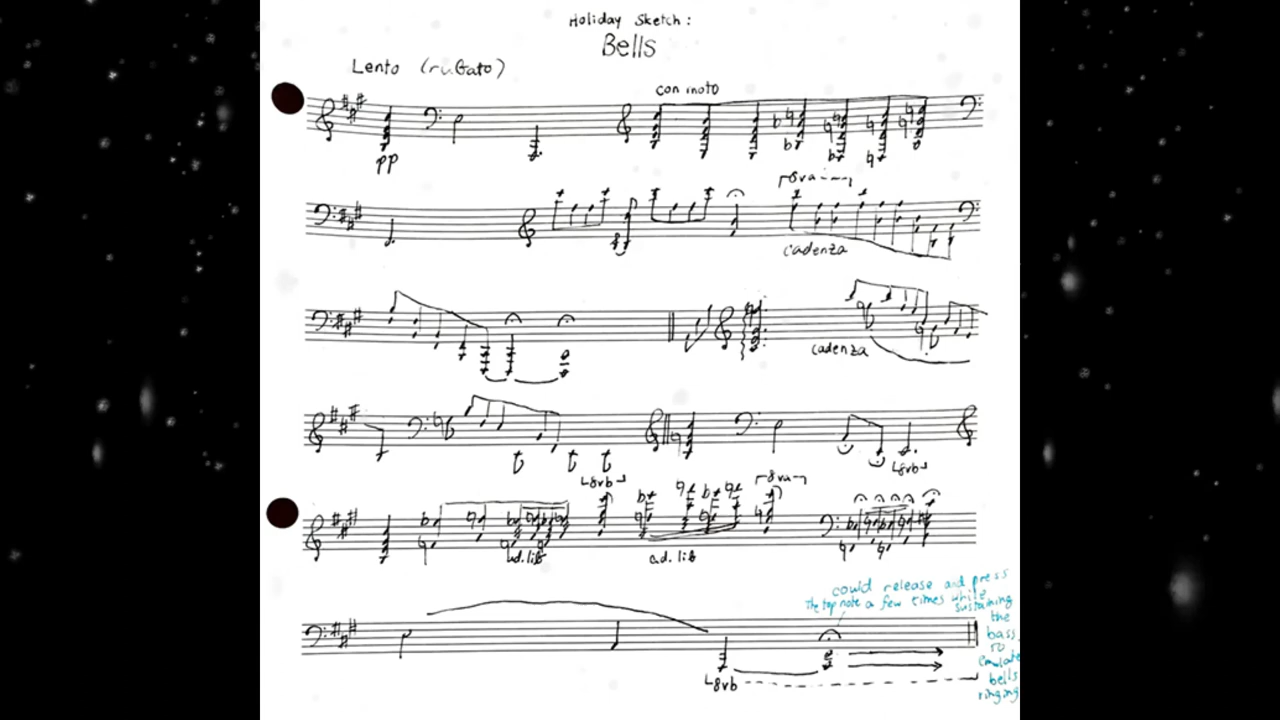 Holiday Sketch:
Bells
Lento (rubato)
con moto
pp
8va
cadenza
cadenza
8vb
8vb
8va
ad. lib
ad. lib
could release and press
the top note a few times while
sustaining
the
bass
to
emulate
bells
ringing
8vb